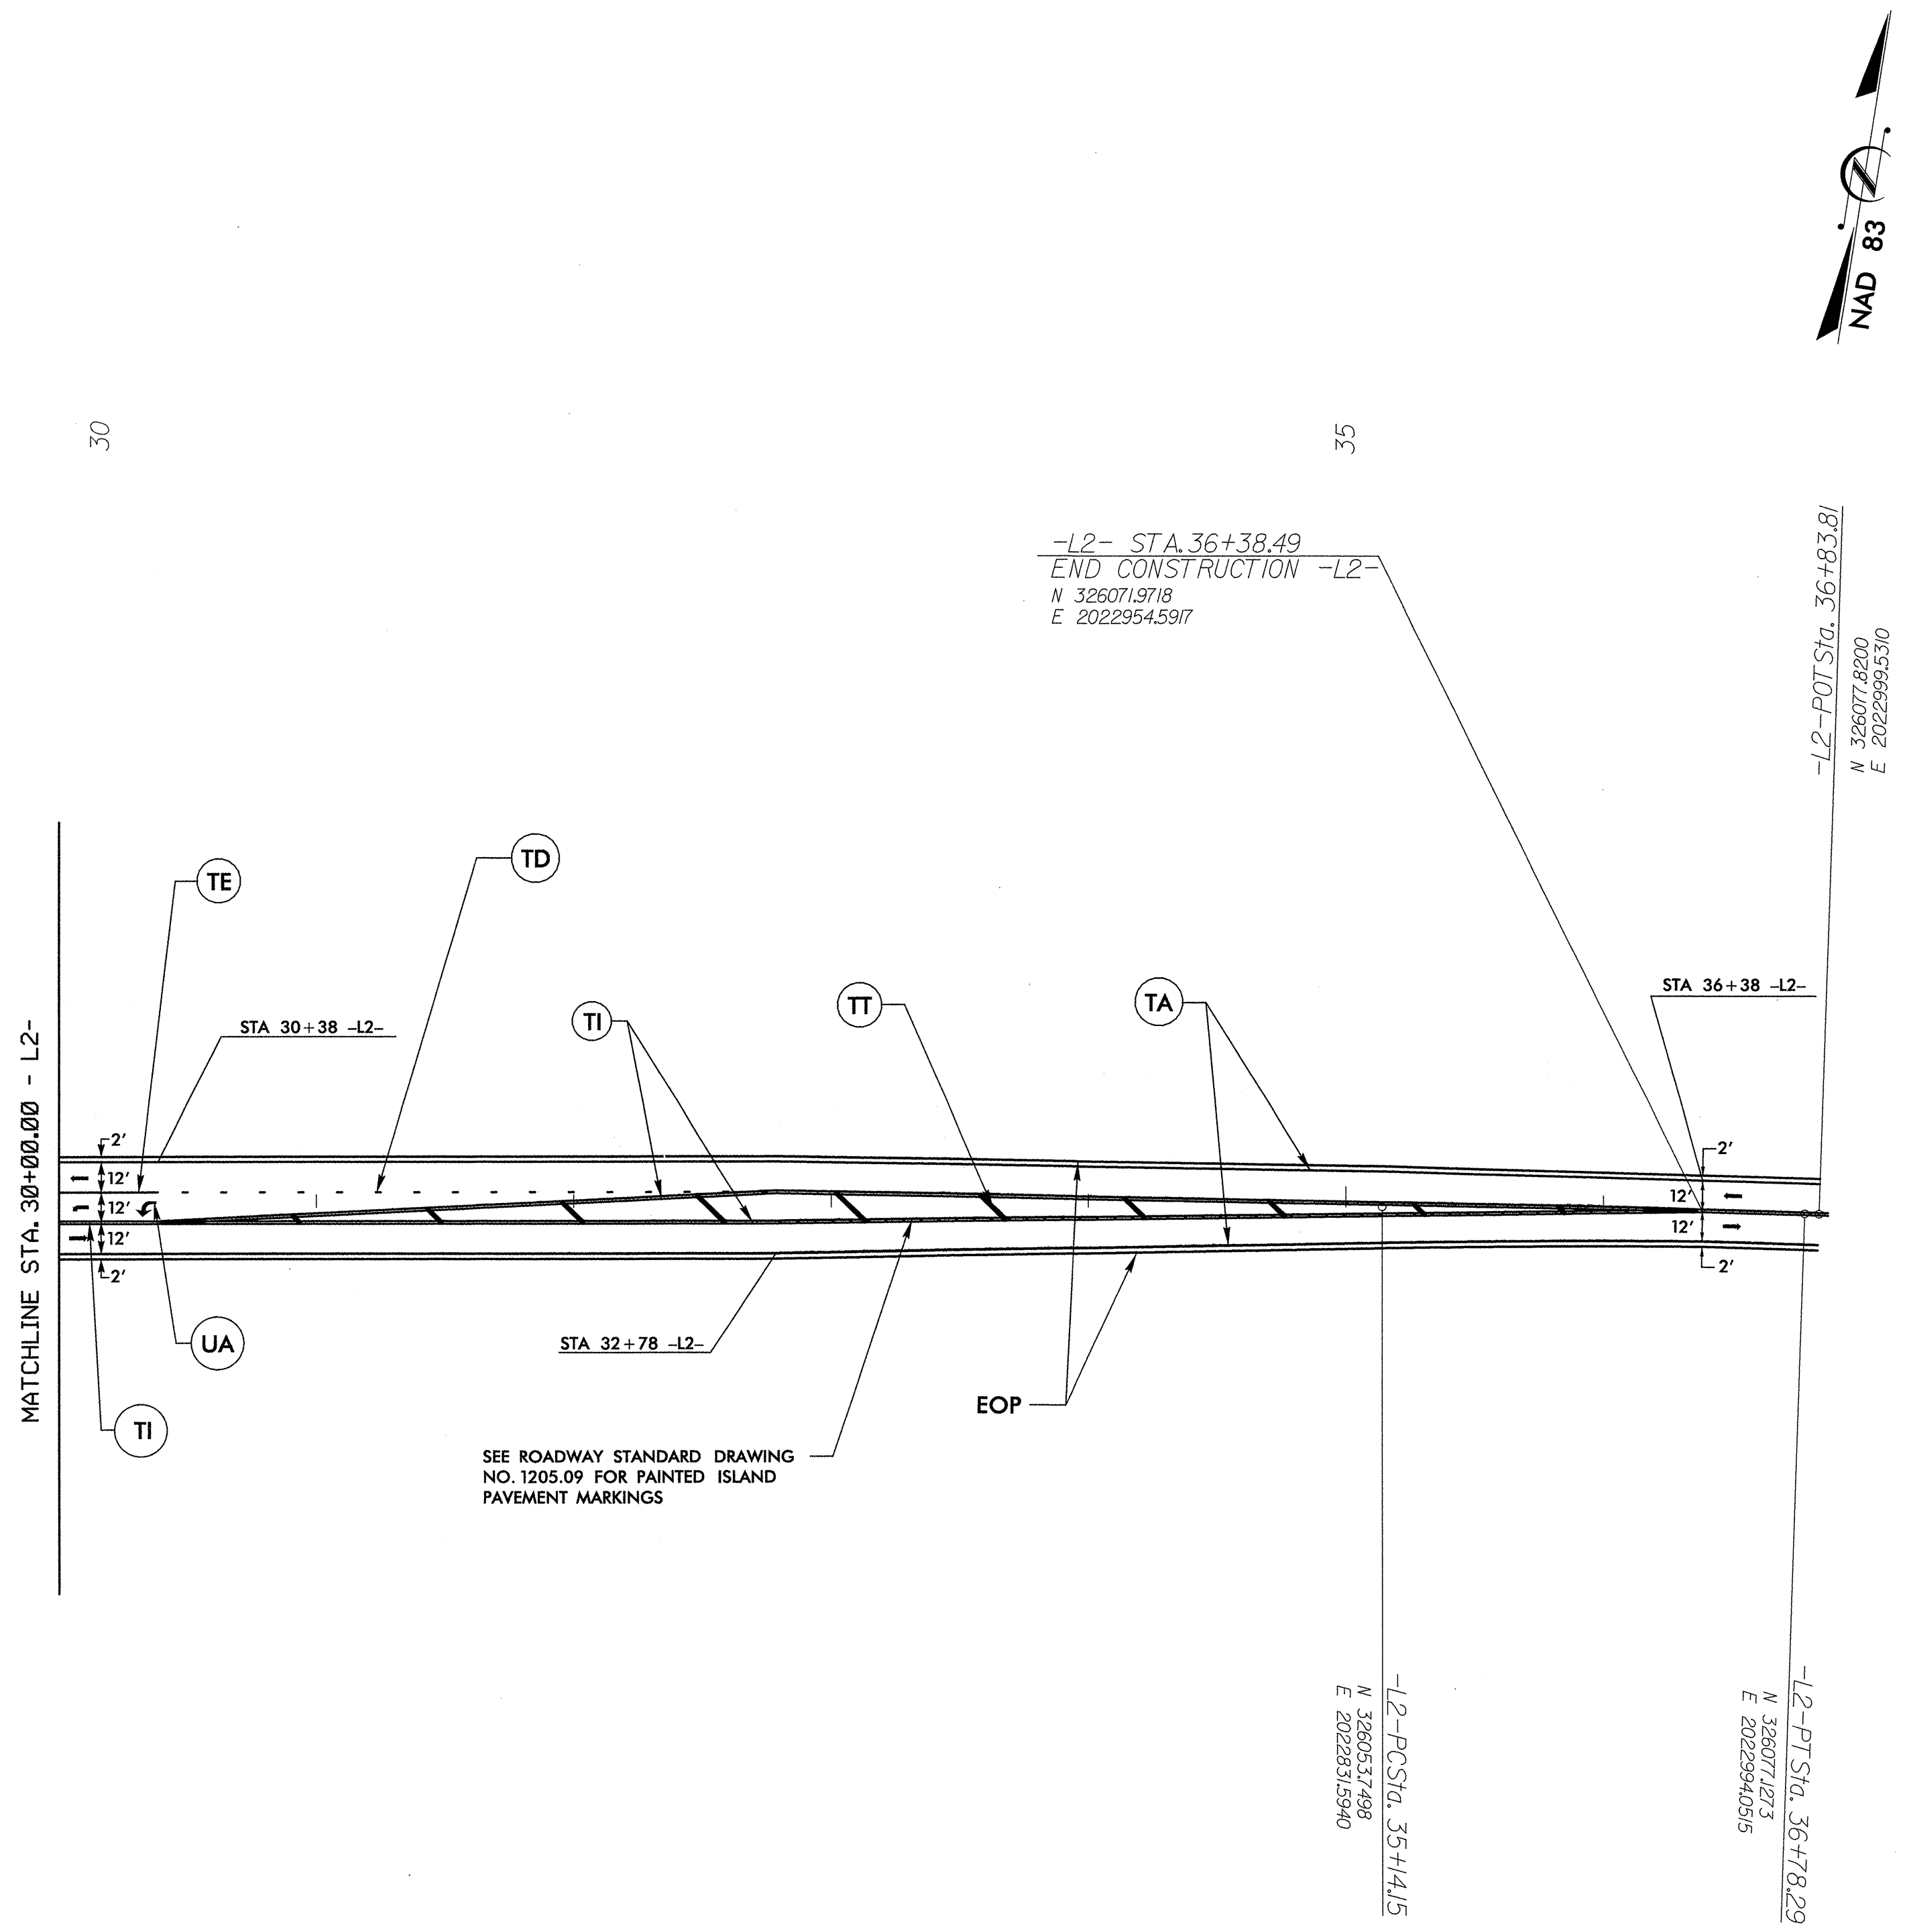 NAD 83
30
35
-L2- STA. 36+38.49
END CONSTRUCTION -L2-
N 326071.9718
E 2022954.5917
-L2- POT Sta. 36+83.81
N 326077.8200
E 2022999.5310
TE
TD
TI
TT
TA
STA 36+38 -L2-
STA 30+38 -L2-
MATCHLINE STA. 30+00.00 - L2-
2'
12'
12'
12'
2'
2'
12'
12'
2'
UA
TI
STA 32+78 -L2-
EOP
SEE ROADWAY STANDARD DRAWING
NO. 1205.09 FOR PAINTED ISLAND
PAVEMENT MARKINGS
-L2- PC Sta. 35+14.15
N 326053.7498
E 2022831.5940
-L2- PT Sta. 36+78.29
N 326077.1273
E 2022994.0515